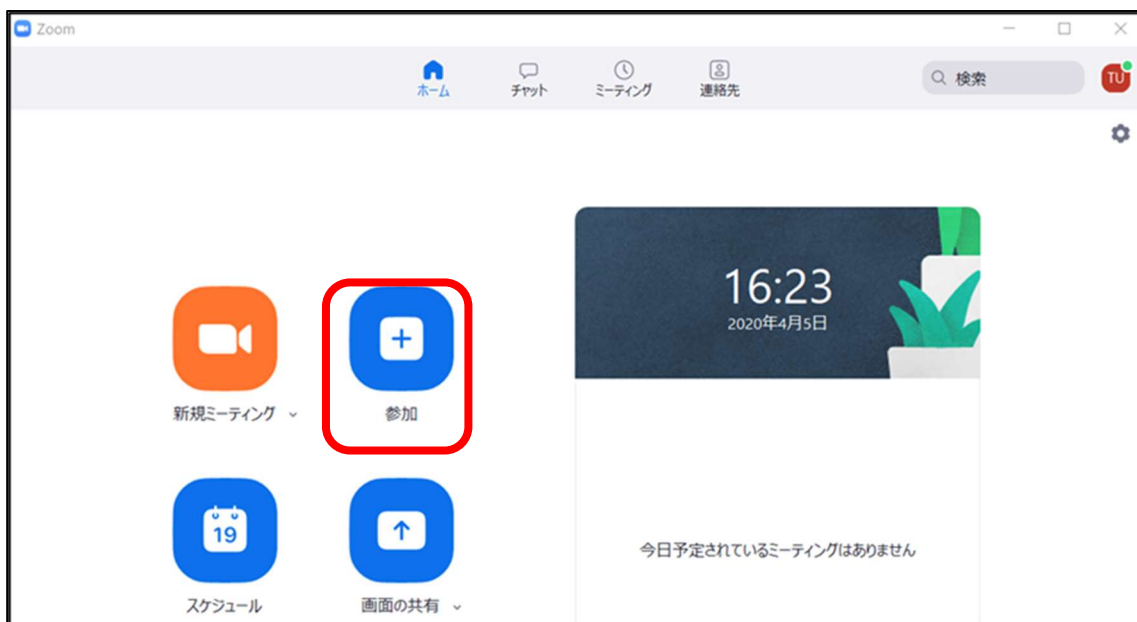 Zoom
ホーム
チャット
ミーティング
連絡先
検索
TU
16:23
2020年4月5日
新規ミーティング
参加
19
スケジュール
画面の共有
今日予定されているミーティングはありません